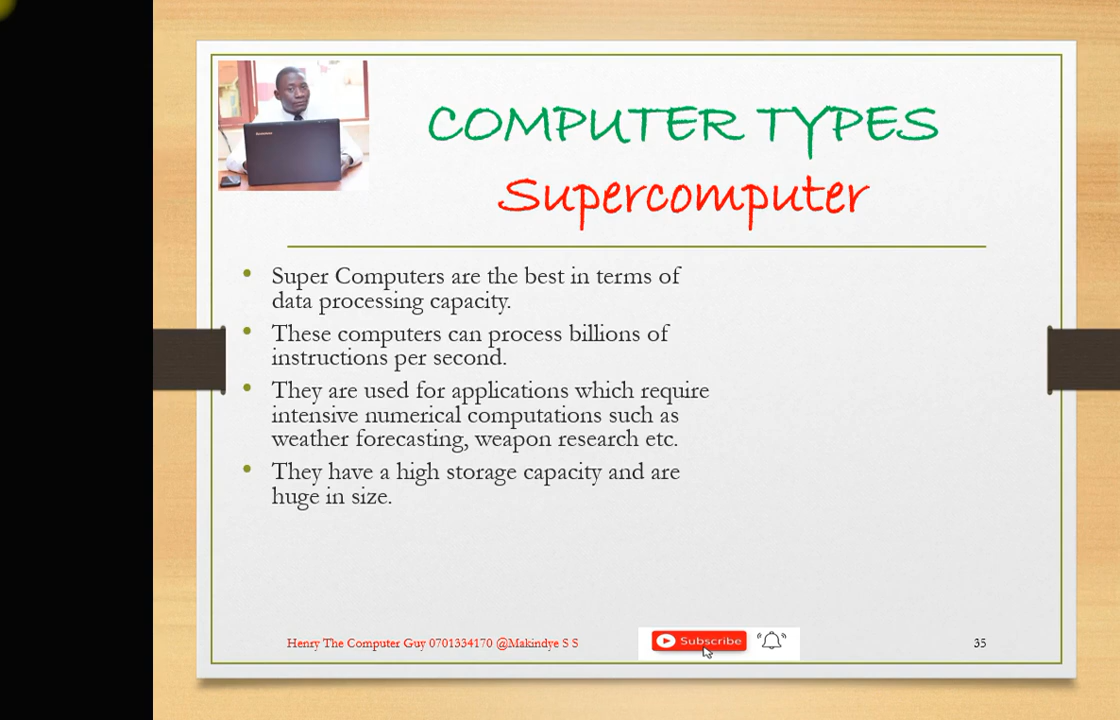 COMPUTER TYPES
Supercomputer
• Super Computers are the best in terms of
data processing capacity.
• These computers can process billions of
instructions per second.
• They are used for applications which require
intensive numerical computations such as
weather forecasting, weapon research etc.
• They have a high storage capacity and are
huge in size.
Henry The Computer Guy 0701334170 @Makindye S S
Subscribe
35